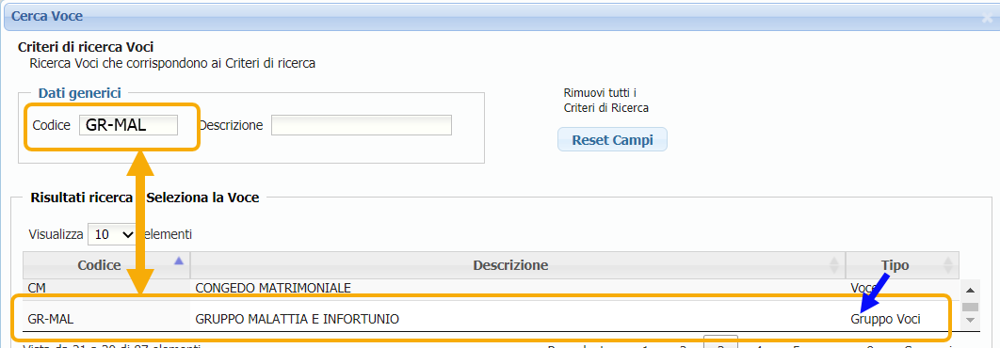 Cerca Voce
Criteri di ricerca Voci
Ricerca Voci che corrispondono ai Criteri di ricerca
Dati generici
Codice GR-MAL Descrizione
Rimuovi tutti i
Criteri di Ricerca
Reset Campi
Risultati ricerca Seleziona la Voce
Visualizza 10 elementi
Codice Descrizione Tipo
CM CONGEDO MATRIMONIALE Voce
GR-MAL GRUPPO MALATTIA E INFORTUNIO Gruppo Voci